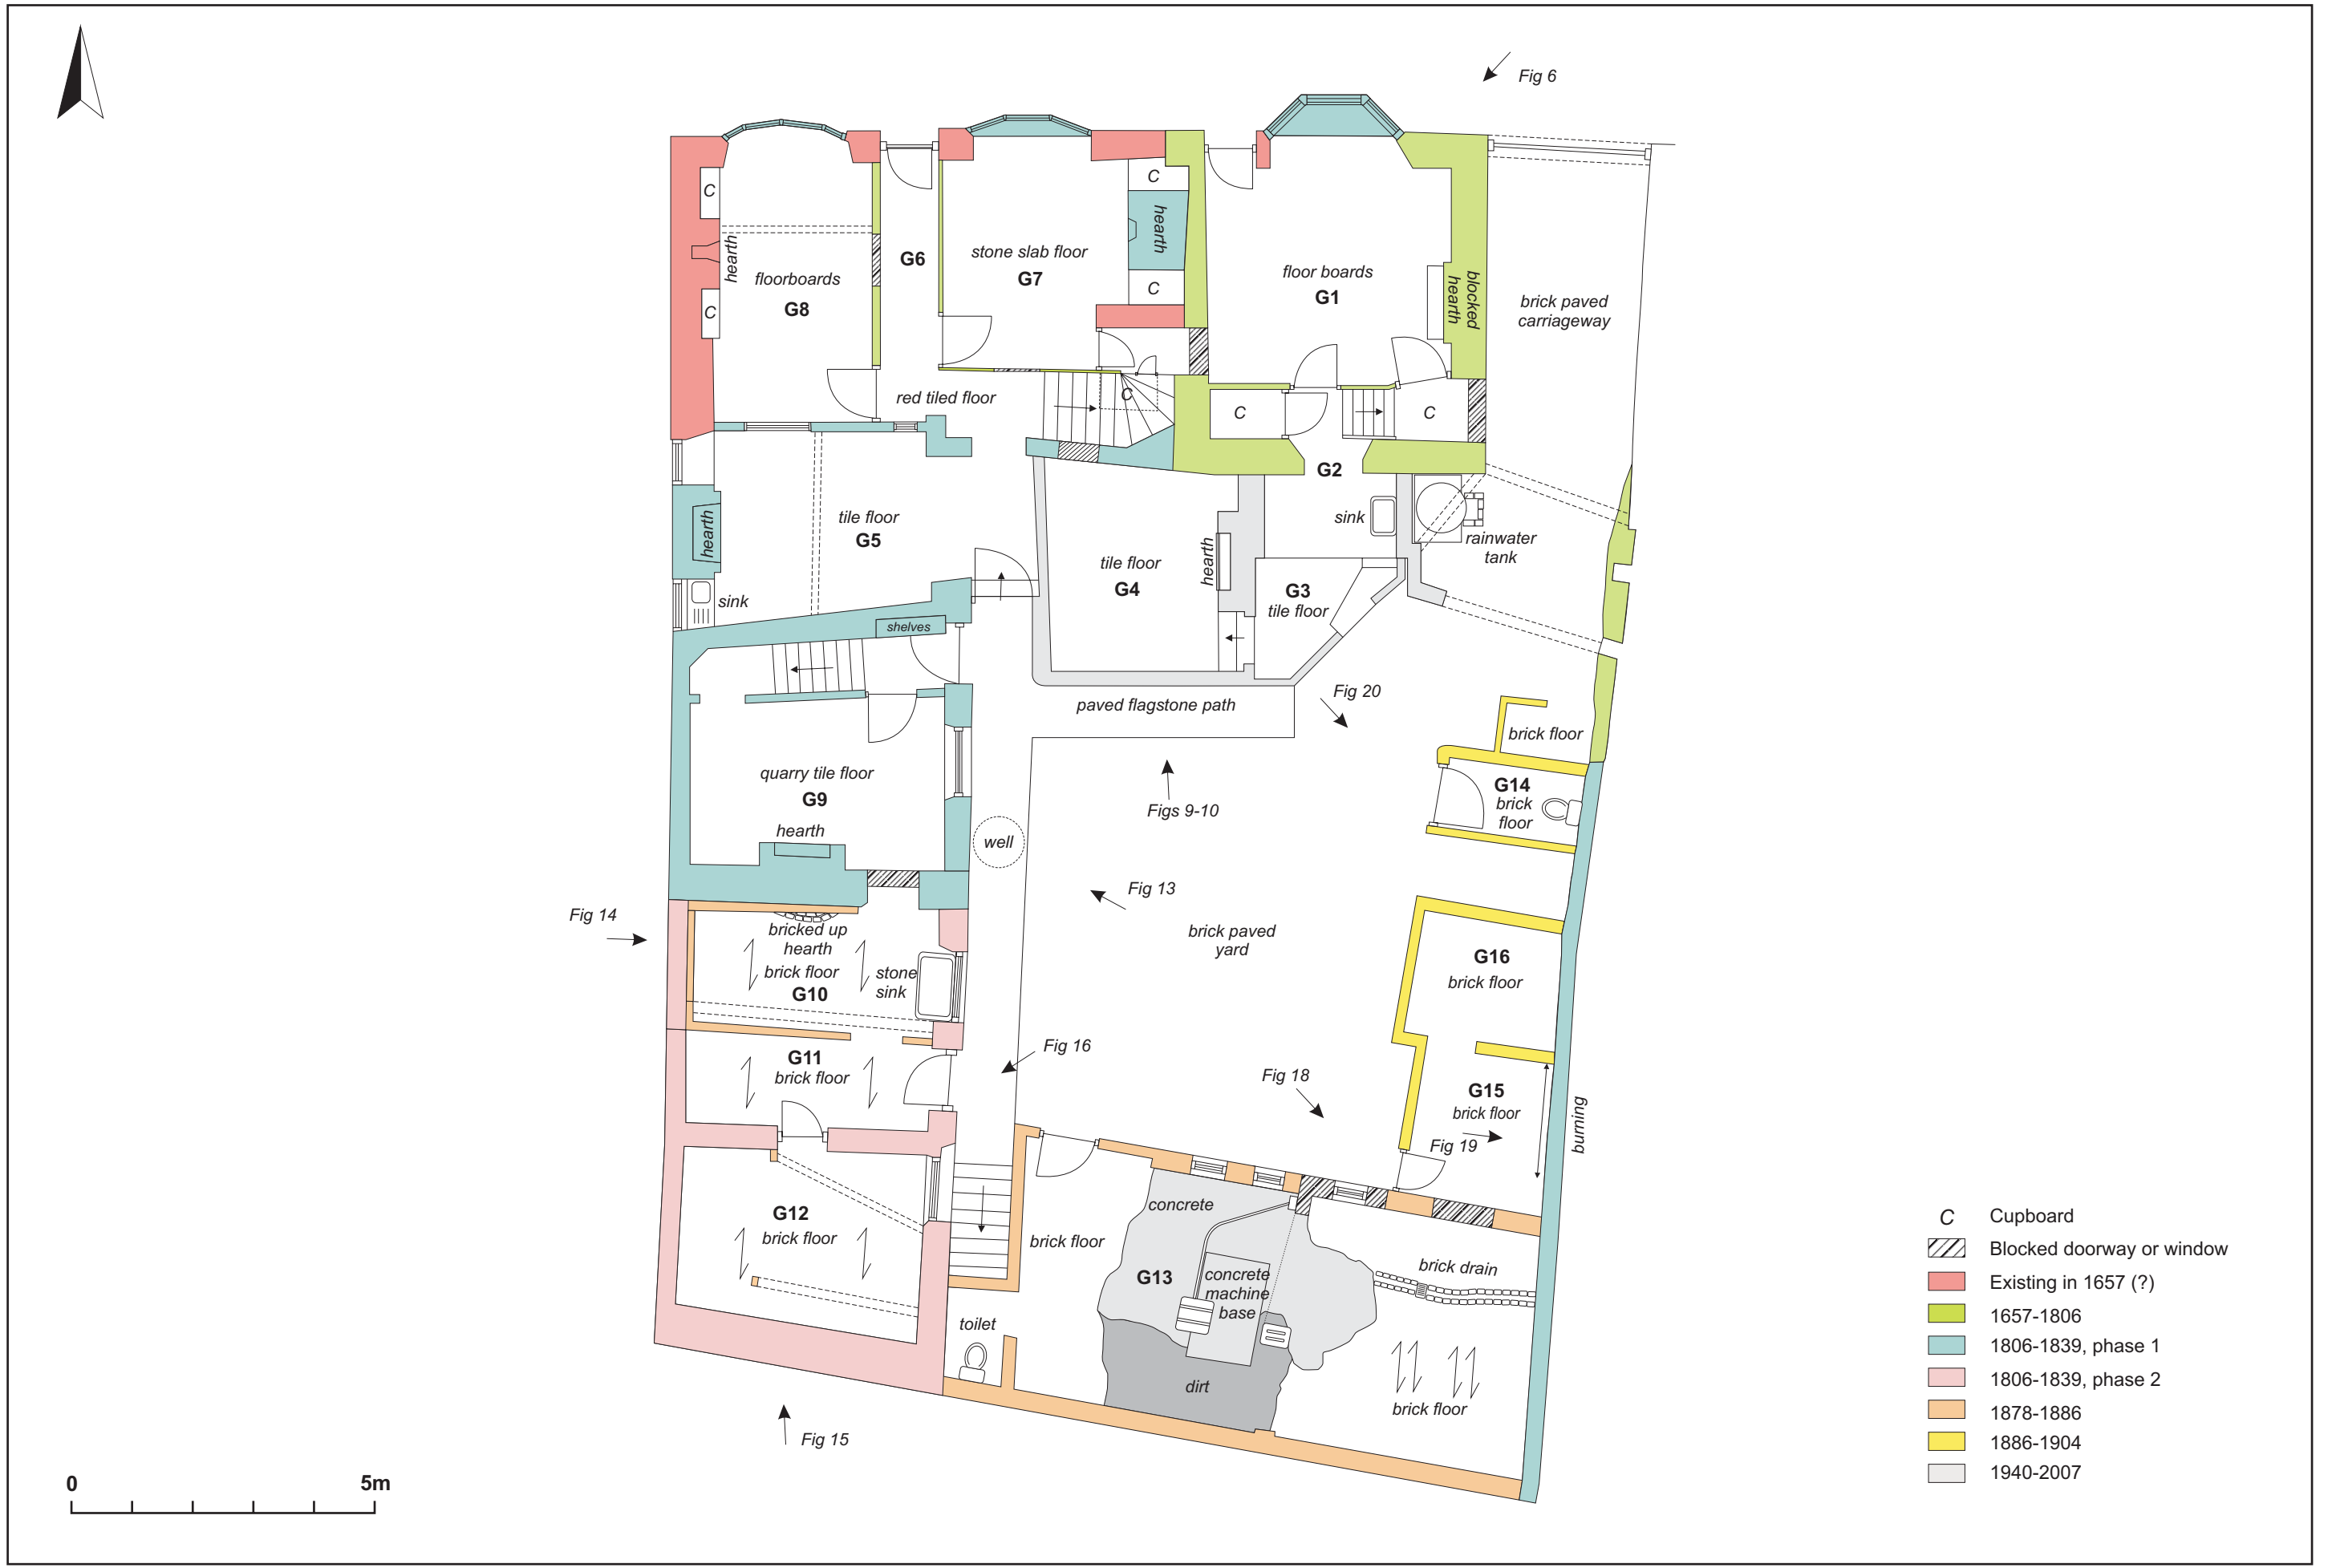 Fig 6
C
C
hearth
floorboards
G8
G6
stone slab floor
G7
C
hearth
C
floor boards
G1
blocked
hearth
brick paved
carriageway
red tiled floor
C
C
C
G2
sink
rainwater
tank
hearth
tile floor
G5
sink
shelves
tile floor
G4
hearth
G3
tile floor
paved flagstone path
Fig 20
Figs 9-10
quarry tile floor
G9
hearth
well
brick floor
G14
brick
floor
Fig 14
Fig 13
brick paved
yard
bricked up
hearth
brick floor
G10
stone
sink
G16
brick floor
G11
brick floor
Fig 16
Fig 18
G15
brick floor
Fig 19
burning
G12
brick floor
brick floor
concrete
G13
concrete
machine
base
brick drain
toilet
dirt
brick floor
Fig 15
0
5m
C
Cupboard
Blocked doorway or window
Existing in 1657 (?)
1657-1806
1806-1839, phase 1
1806-1839, phase 2
1878-1886
1886-1904
1940-2007